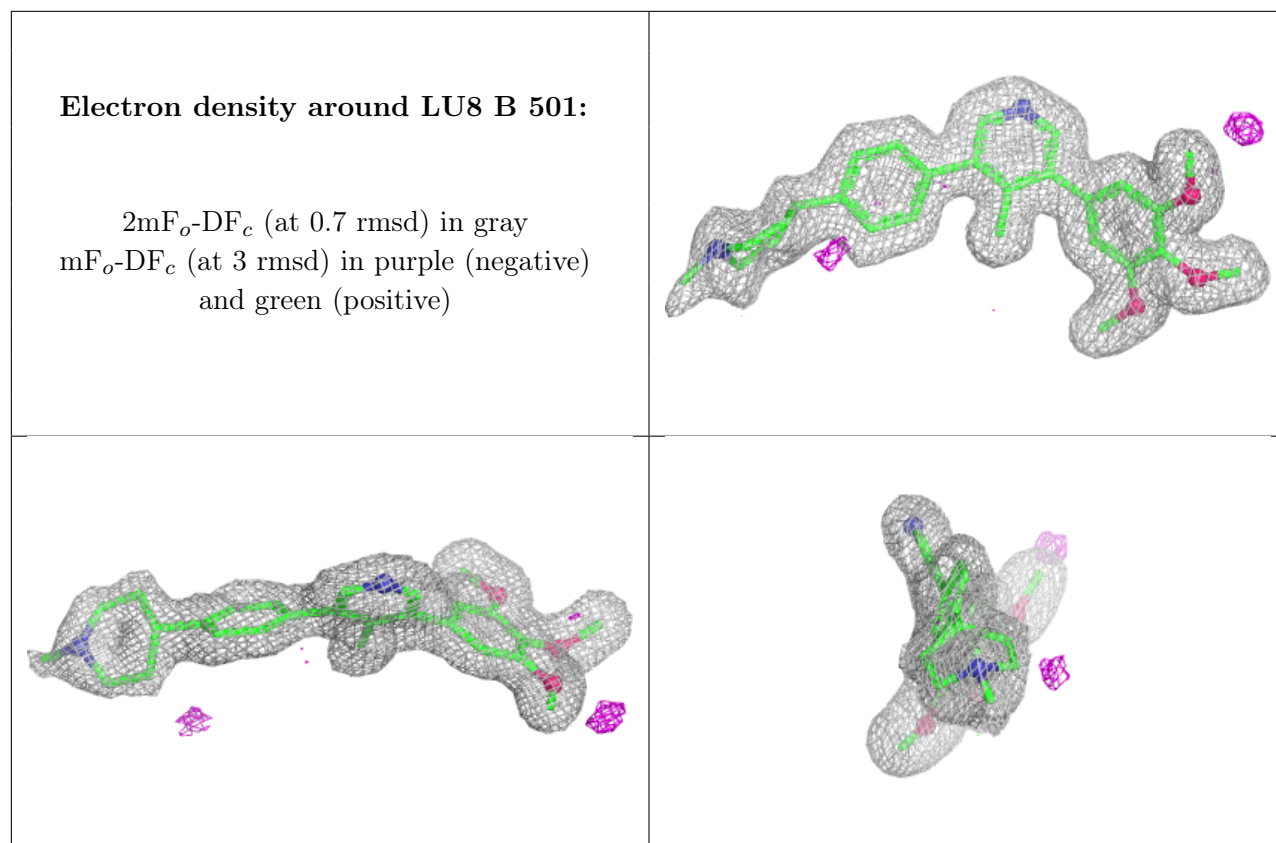 Electron density around LU8 B 501:
2mFo-DFc (at 0.7 rmsd) in gray
mFo-DFc (at 3 rmsd) in purple (negative)
and green (positive)